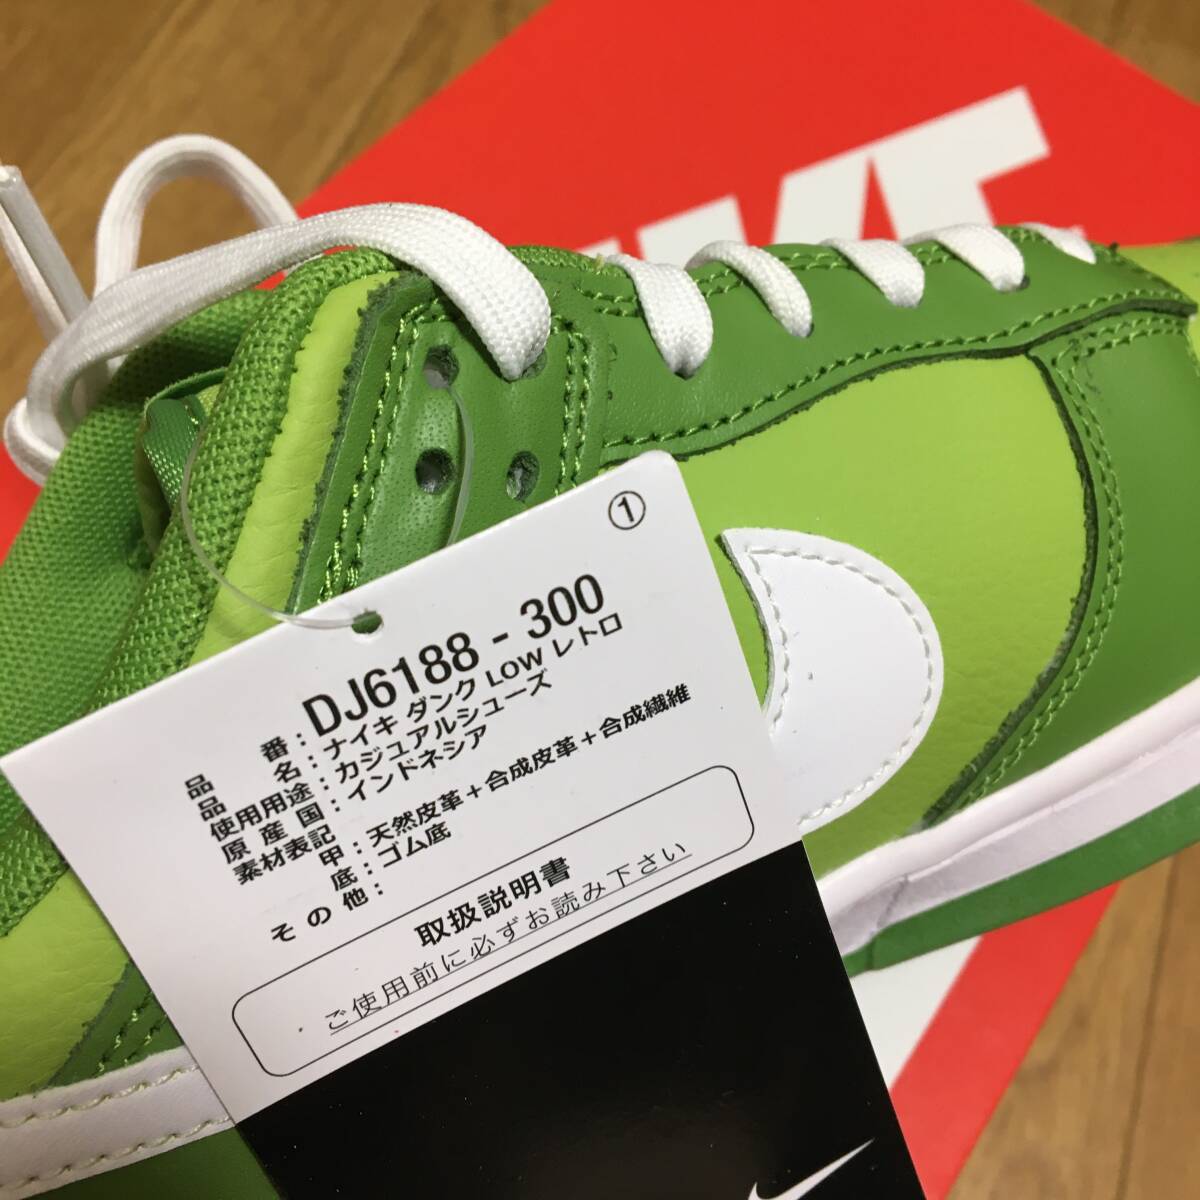 ①
品番：DJ6188-300
品名：ナイキ ダンク LOW レトロ
使用用途：カジュアルシューズ
原産国：インドネシア
素材表記
甲：天然皮革＋合成皮革＋合成繊維
底：ゴム底
その他：
取扱説明書
ご使用前に必ずお読み下さい